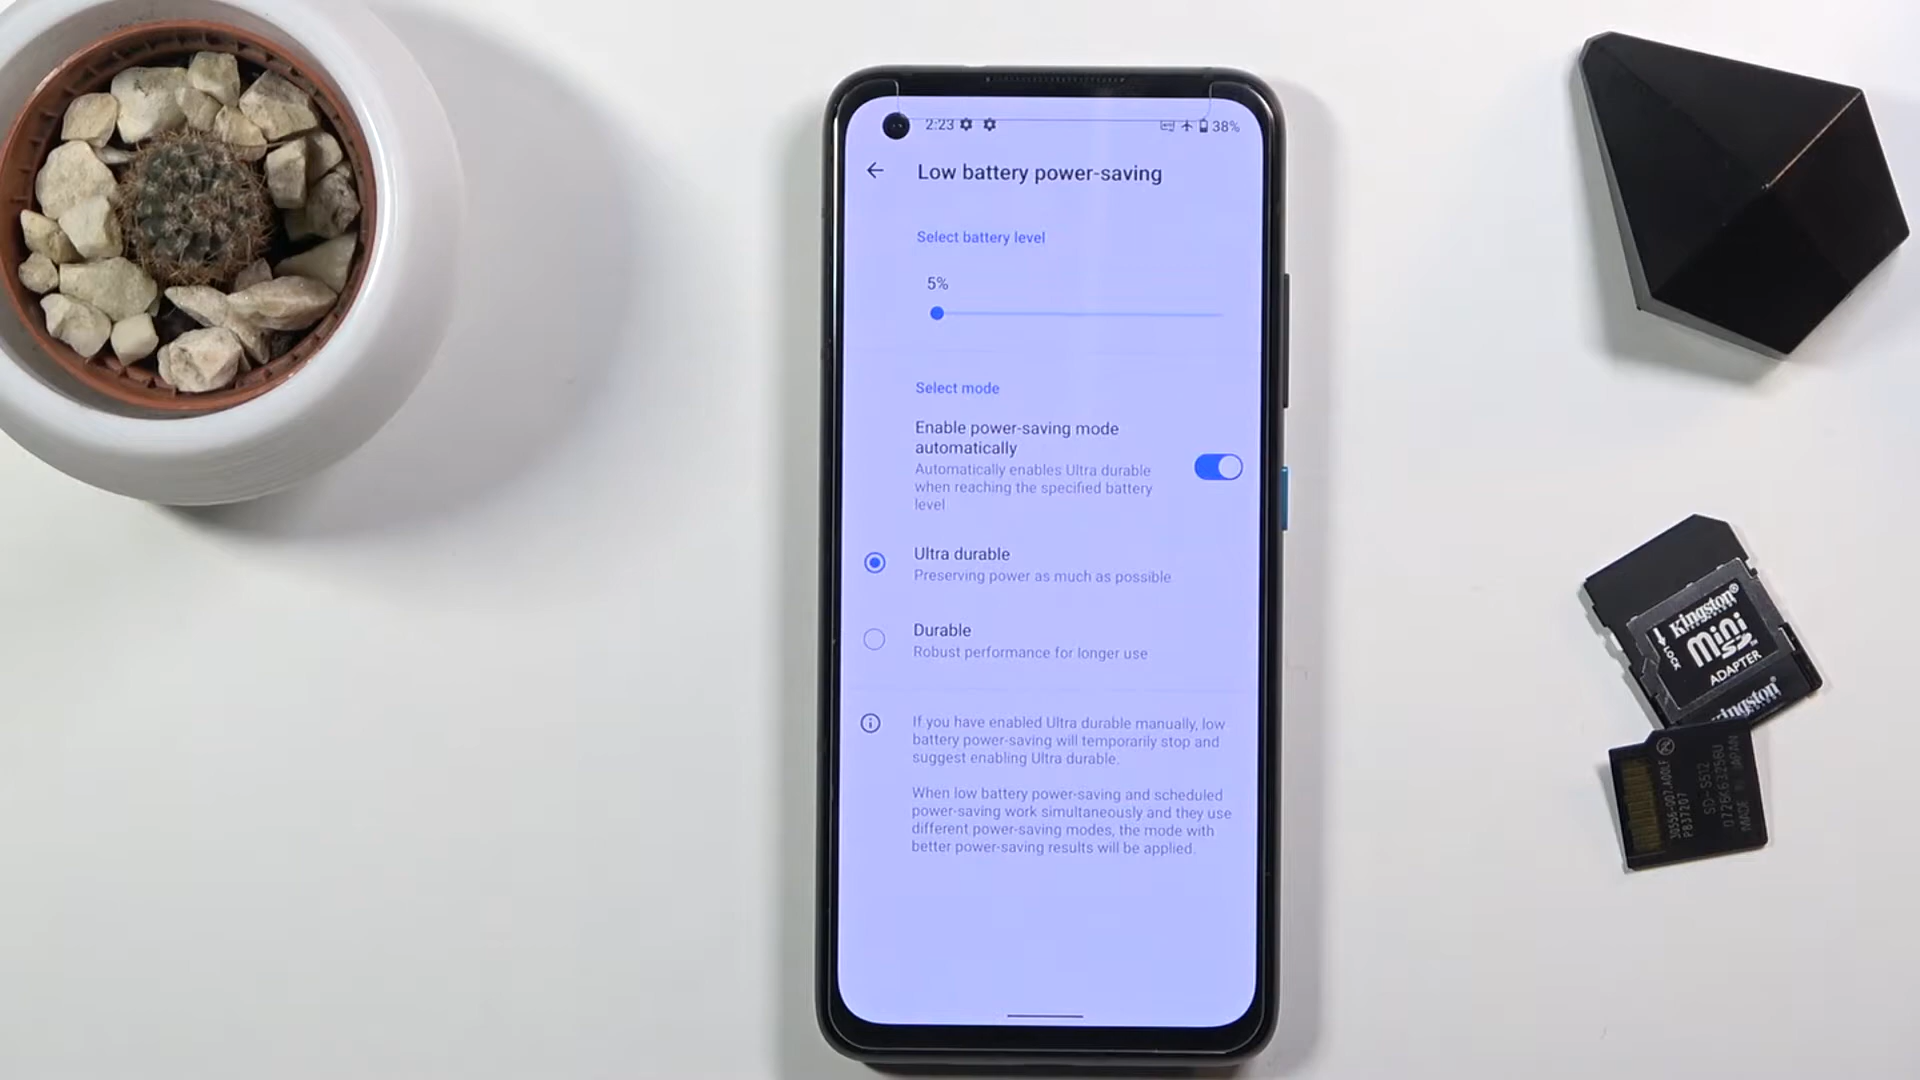 2:23
38%
Low battery power-saving
Select battery level
5%
Select mode
Enable power-saving mode
automatically
Automatically enables Ultra durable
when reaching the specified battery
level
Ultra durable
Preserving power as much as possible
Durable
Robust performance for longer use
If you have enabled Ultra durable manually, low
battery power-saving will temporarily stop and
suggest enabling Ultra durable.
When low battery power-saving and scheduled
power-saving work simultaneously and they use
different power-saving modes, the mode with
better power-saving results will be applied.
Kingston
LOCK
mini
SD
ADAPTER
PB37207
MADE IN JAPAN